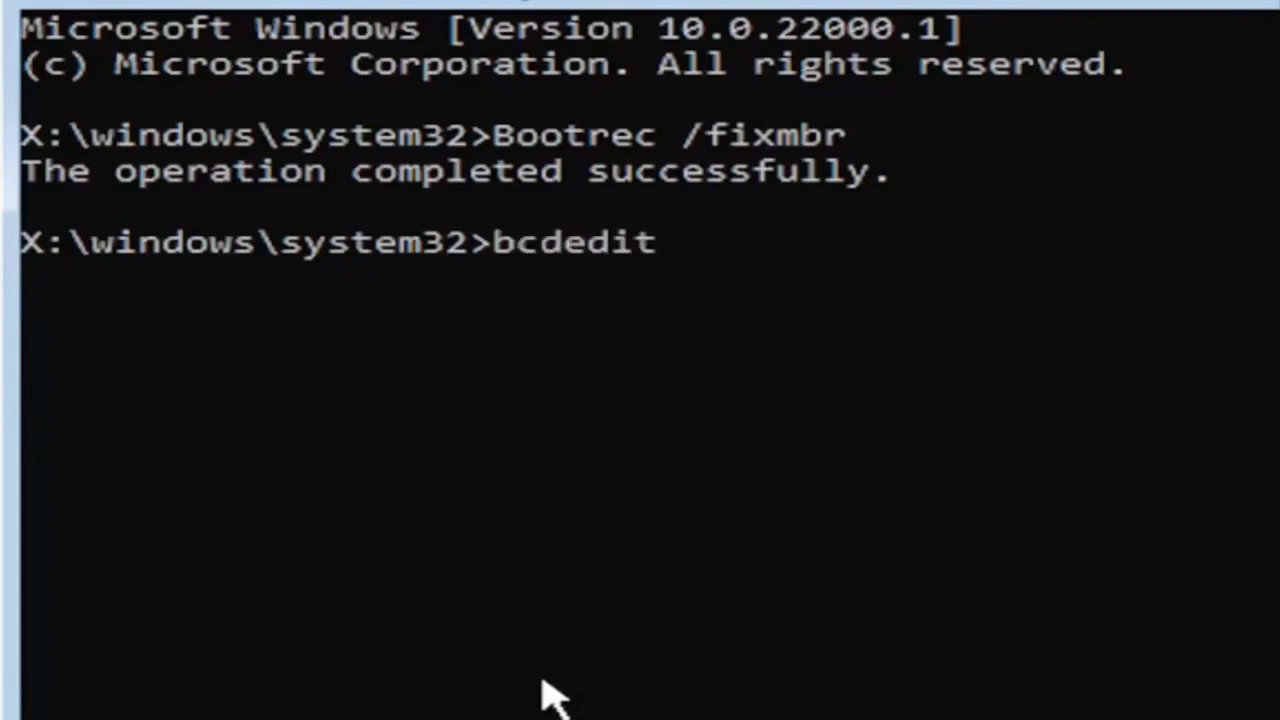 Microsoft Windows [Version 10.0.22000.1]
(c) Microsoft Corporation. All rights reserved.
X:\windows\system32>Bootrec /fixmbr
The operation completed successfully.
X:\windows\system32>bcdedit